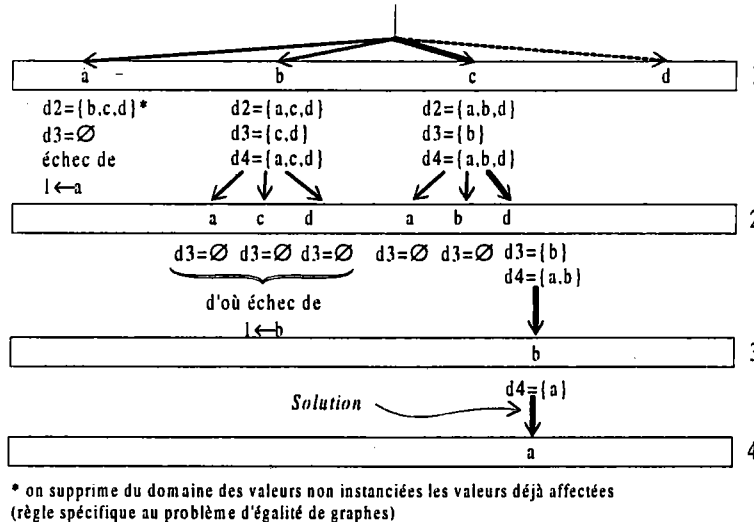 a – b c d 1
d2={b,c,d}* d2={a,c,d} d2={a,b,d}
d3=∅ d3={c,d} d3={b}
échec de d4={a,c,d} d4={a,b,d}
1←a
a c d a b d 2
d3=∅ d3=∅ d3=∅ d3=∅ d3=∅ d3={b}
d4={a,b}
d'où échec de
1←b
b 3
d4={a}
Solution
a 4
* on supprime du domaine des valeurs non instanciées les valeurs déjà affectées
(règle spécifique au problème d'égalité de graphes)